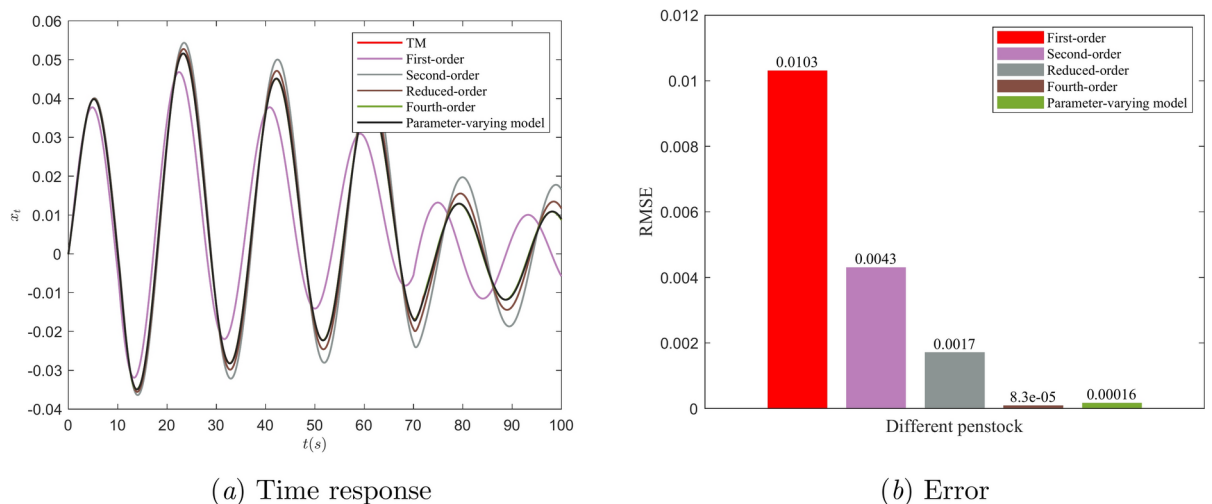 0.06
0.05
0.04
0.03
0.02
0.01
0
-0.01
-0.02
-0.03
-0.04
x_t
TM
First-order
Second-order
Reduced-order
Fourth-order
Parameter-varying model
0 10 20 30 40 50 60 70 80 90 100
t(s)
(a) Time response
0.012
0.01
0.008
0.006
0.004
0.002
0
RMSE
First-order
Second-order
Reduced-order
Fourth-order
Parameter-varying model
0.0103
0.0043
0.0017
8.3e-05
0.00016
Different penstock
(b) Error